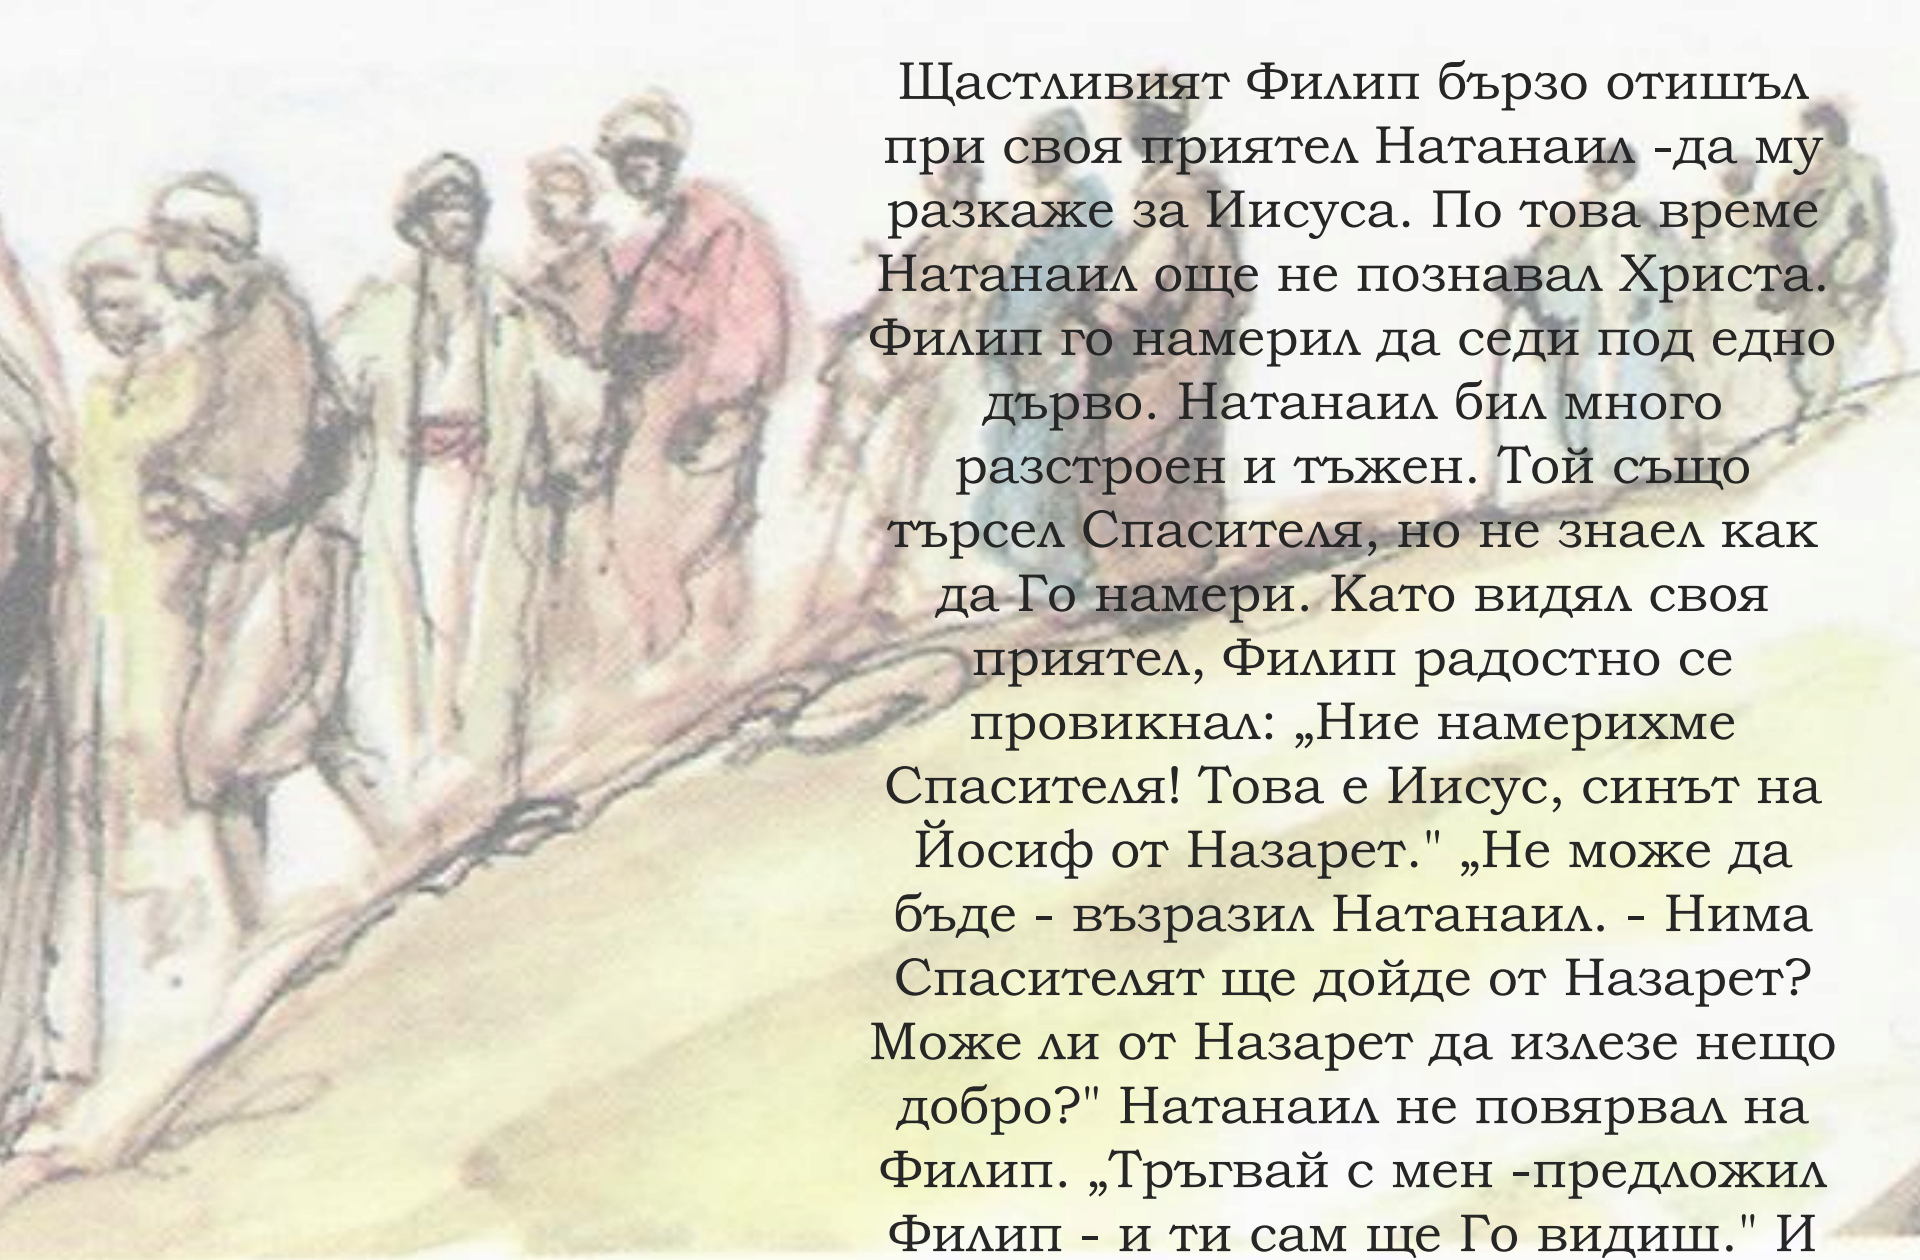 Щастливият Филип бързо отишъл
при своя приятел Натанаил -да му
разкаже за Иисуса. По това време
Натанаил още не познавал Христа.
Филип го намерил да седи под едно
дърво. Натанаил бил много
разстроен и тъжен. Той също
търсел Спасителя, но не знаел как
да Го намери. Като видял своя
приятел, Филип радостно се
провикнал: „Ние намерихме
Спасителя! Това е Иисус, синът на
Йосиф от Назарет." „Не може да
бъде - възразил Натанаил. - Нима
Спасителят ще дойде от Назарет?
Може ли от Назарет да излезе нещо
добро?" Натанаил не повярвал на
Филип. „Тръгвай с мен -предложил
Филип - и ти сам ще Го видиш." И